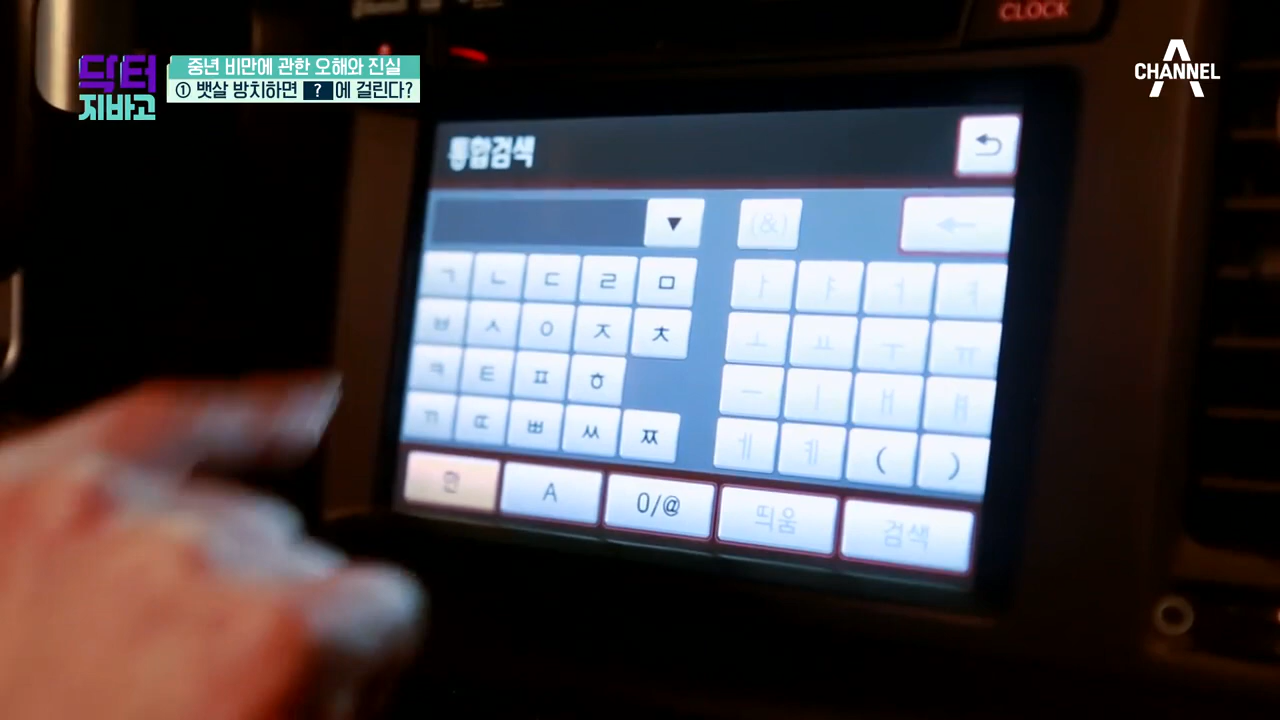 CLOCK
닥터
지바고
중년 비만에 관한 오해와 진실
① 뱃살 방치하면 ? 에 걸린다?
CHANNEL A
통합검색
▼ (&) ←
ㄱ ㄴ ㄷ ㄹ ㅁ ㅏ ㅑ ㅓ ㅕ
ㅂ ㅅ ㅇ ㅈ ㅊ ㅗ ㅛ ㅜ ㅠ
ㅋ ㅌ ㅍ ㅎ ㅡ ㅣ ㅐ ㅒ
ㄲ ㄸ ㅃ ㅆ ㅉ ㅔ ㅖ ( )
한 A 0/@ 띄움 검색